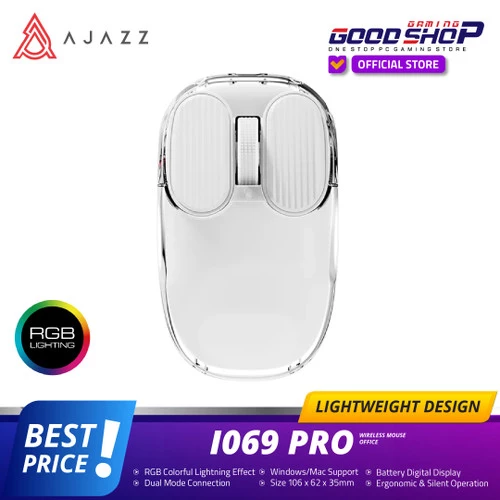 AJAZZ
GAMING
GOODSHOP
ONE STOP PC GAMING STORE
OFFICIAL STORE
RGB
LIGHTING
LIGHTWEIGHT DESIGN
BEST
PRICE!
I069 PRO
WIRELESS MOUSE
OFFICE
• RGB Colorful Lightning Effect
• Dual Mode Connection
• Windows/Mac Support
• Size 106 x 62 x 35mm
• Battery Digital Display
• Ergonomic & Silent Operation